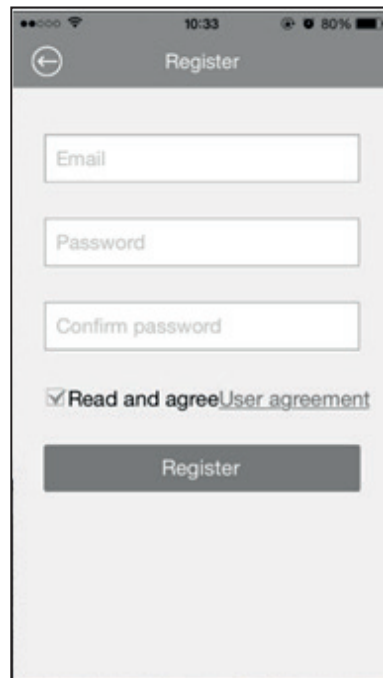 10:33 80%
Register
Email
Password
Confirm password
Read and agreeUser agreement
Register